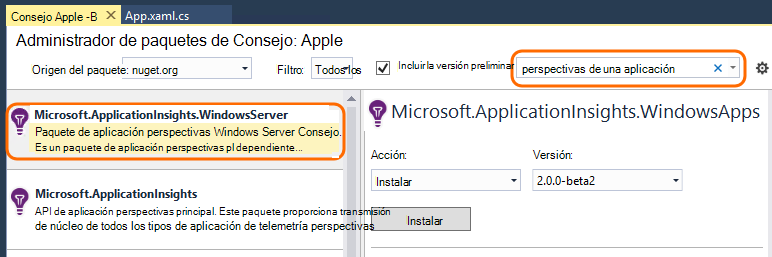 Consejo Apple -B
App.xaml.cs
Administrador de paquetes de Consejo: Apple
Origen del paquete: nuget.org
Filtro: Todos los
Incluir la versión preliminar
perspectivas de una aplicación
Microsoft.ApplicationInsights.WindowsServer
Paquete de aplicación perspectivas Windows Server Consejo.
Es un paquete de aplicación perspectivas pl dependiente...
Microsoft.ApplicationInsights
API de aplicación perspectivas principal. Este paquete proporciona transmisión
de núcleo de todos los tipos de aplicación de telemetría perspectivas
Microsoft.ApplicationInsights.WindowsApps
Acción:
Versión:
Instalar
2.0.0-beta2
Instalar